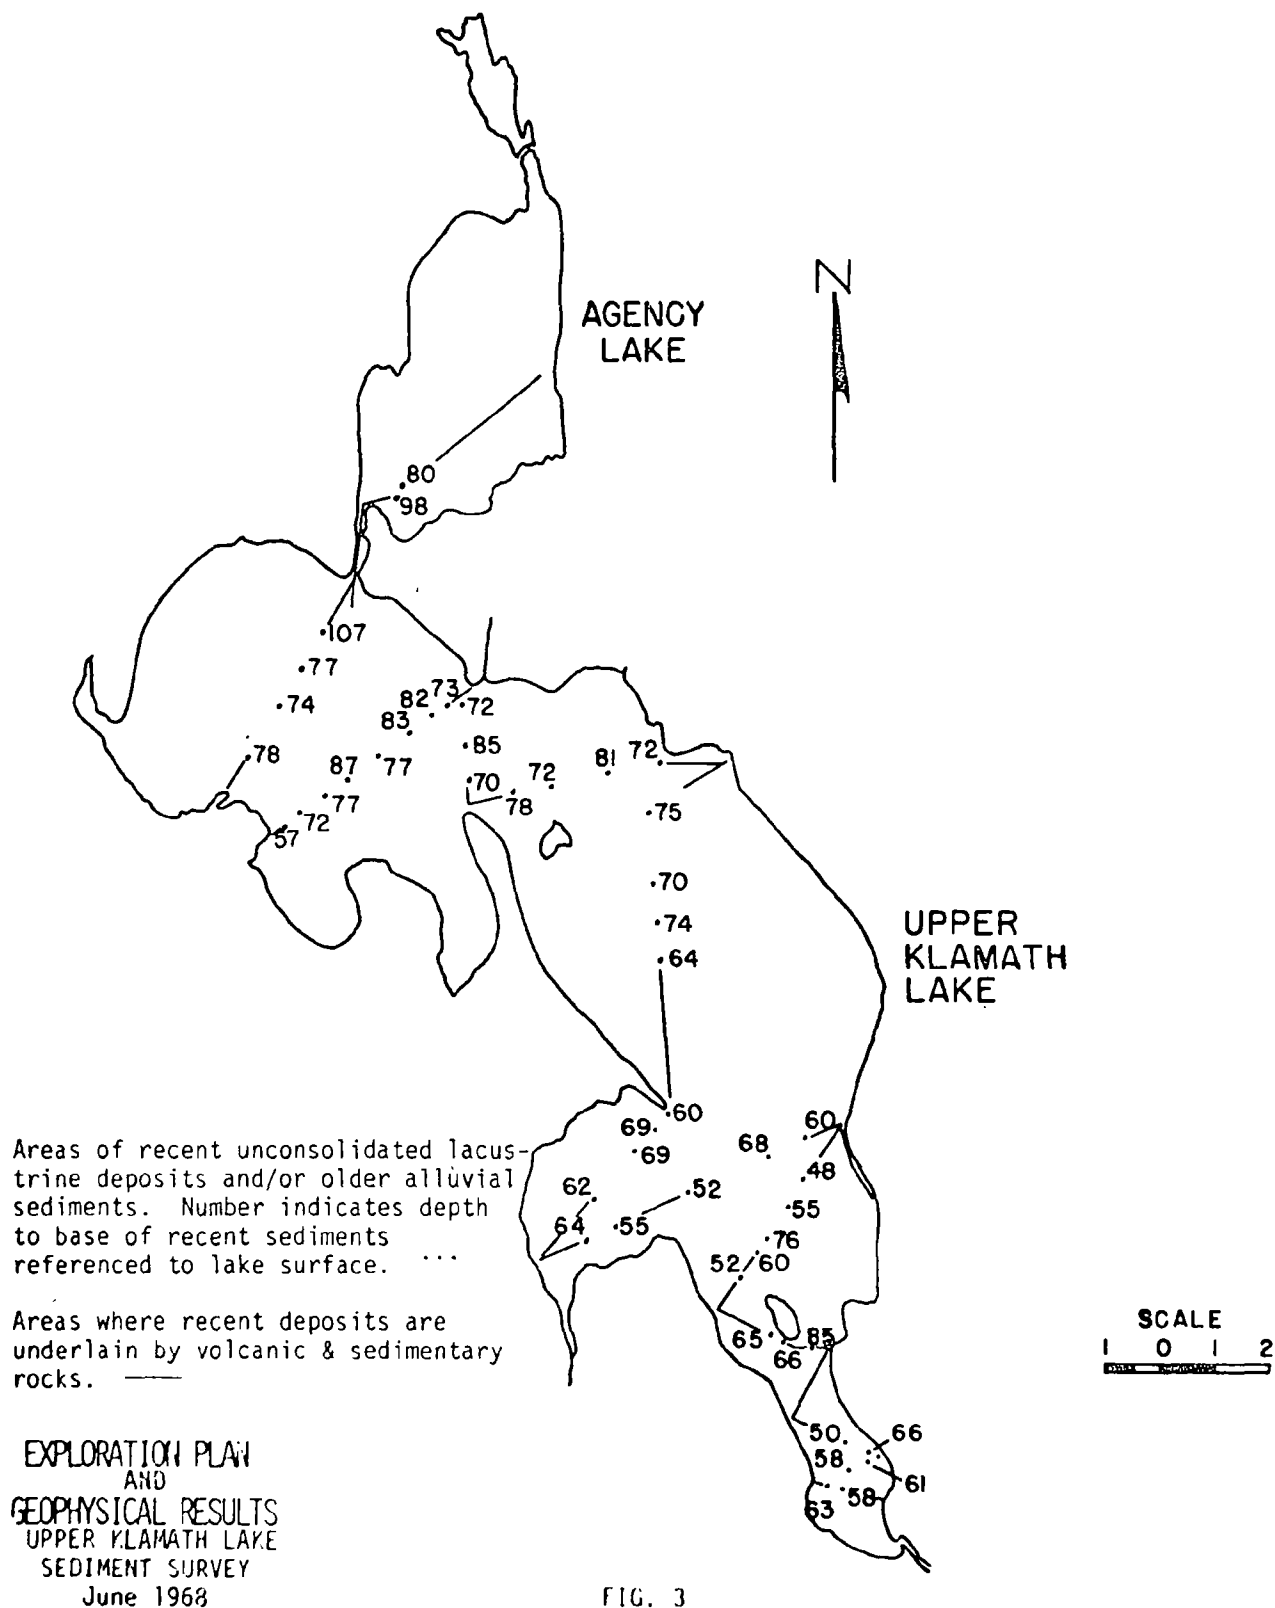 N
AGENCY
LAKE
80
98
107
77
74
78
73
82
72
83
85
87
77
70
72
78
77
72
57
81
72
75
70
74
64
UPPER
KLAMATH
LAKE
60
69
69
68
60
48
62
52
64
55
55
76
52
60
65
66
85
50
66
58
61
58
63
Areas of recent unconsolidated lacus-
trine deposits and/or older alluvial
sediments. Number indicates depth
to base of recent sediments
referenced to lake surface. ...
Areas where recent deposits are
underlain by volcanic & sedimentary
rocks. ——
SCALE
1 0 1 2
EXPLORATION PLAN
AND
GEOPHYSICAL RESULTS
UPPER KLAMATH LAKE
SEDIMENT SURVEY
June 1968
FIG. 3